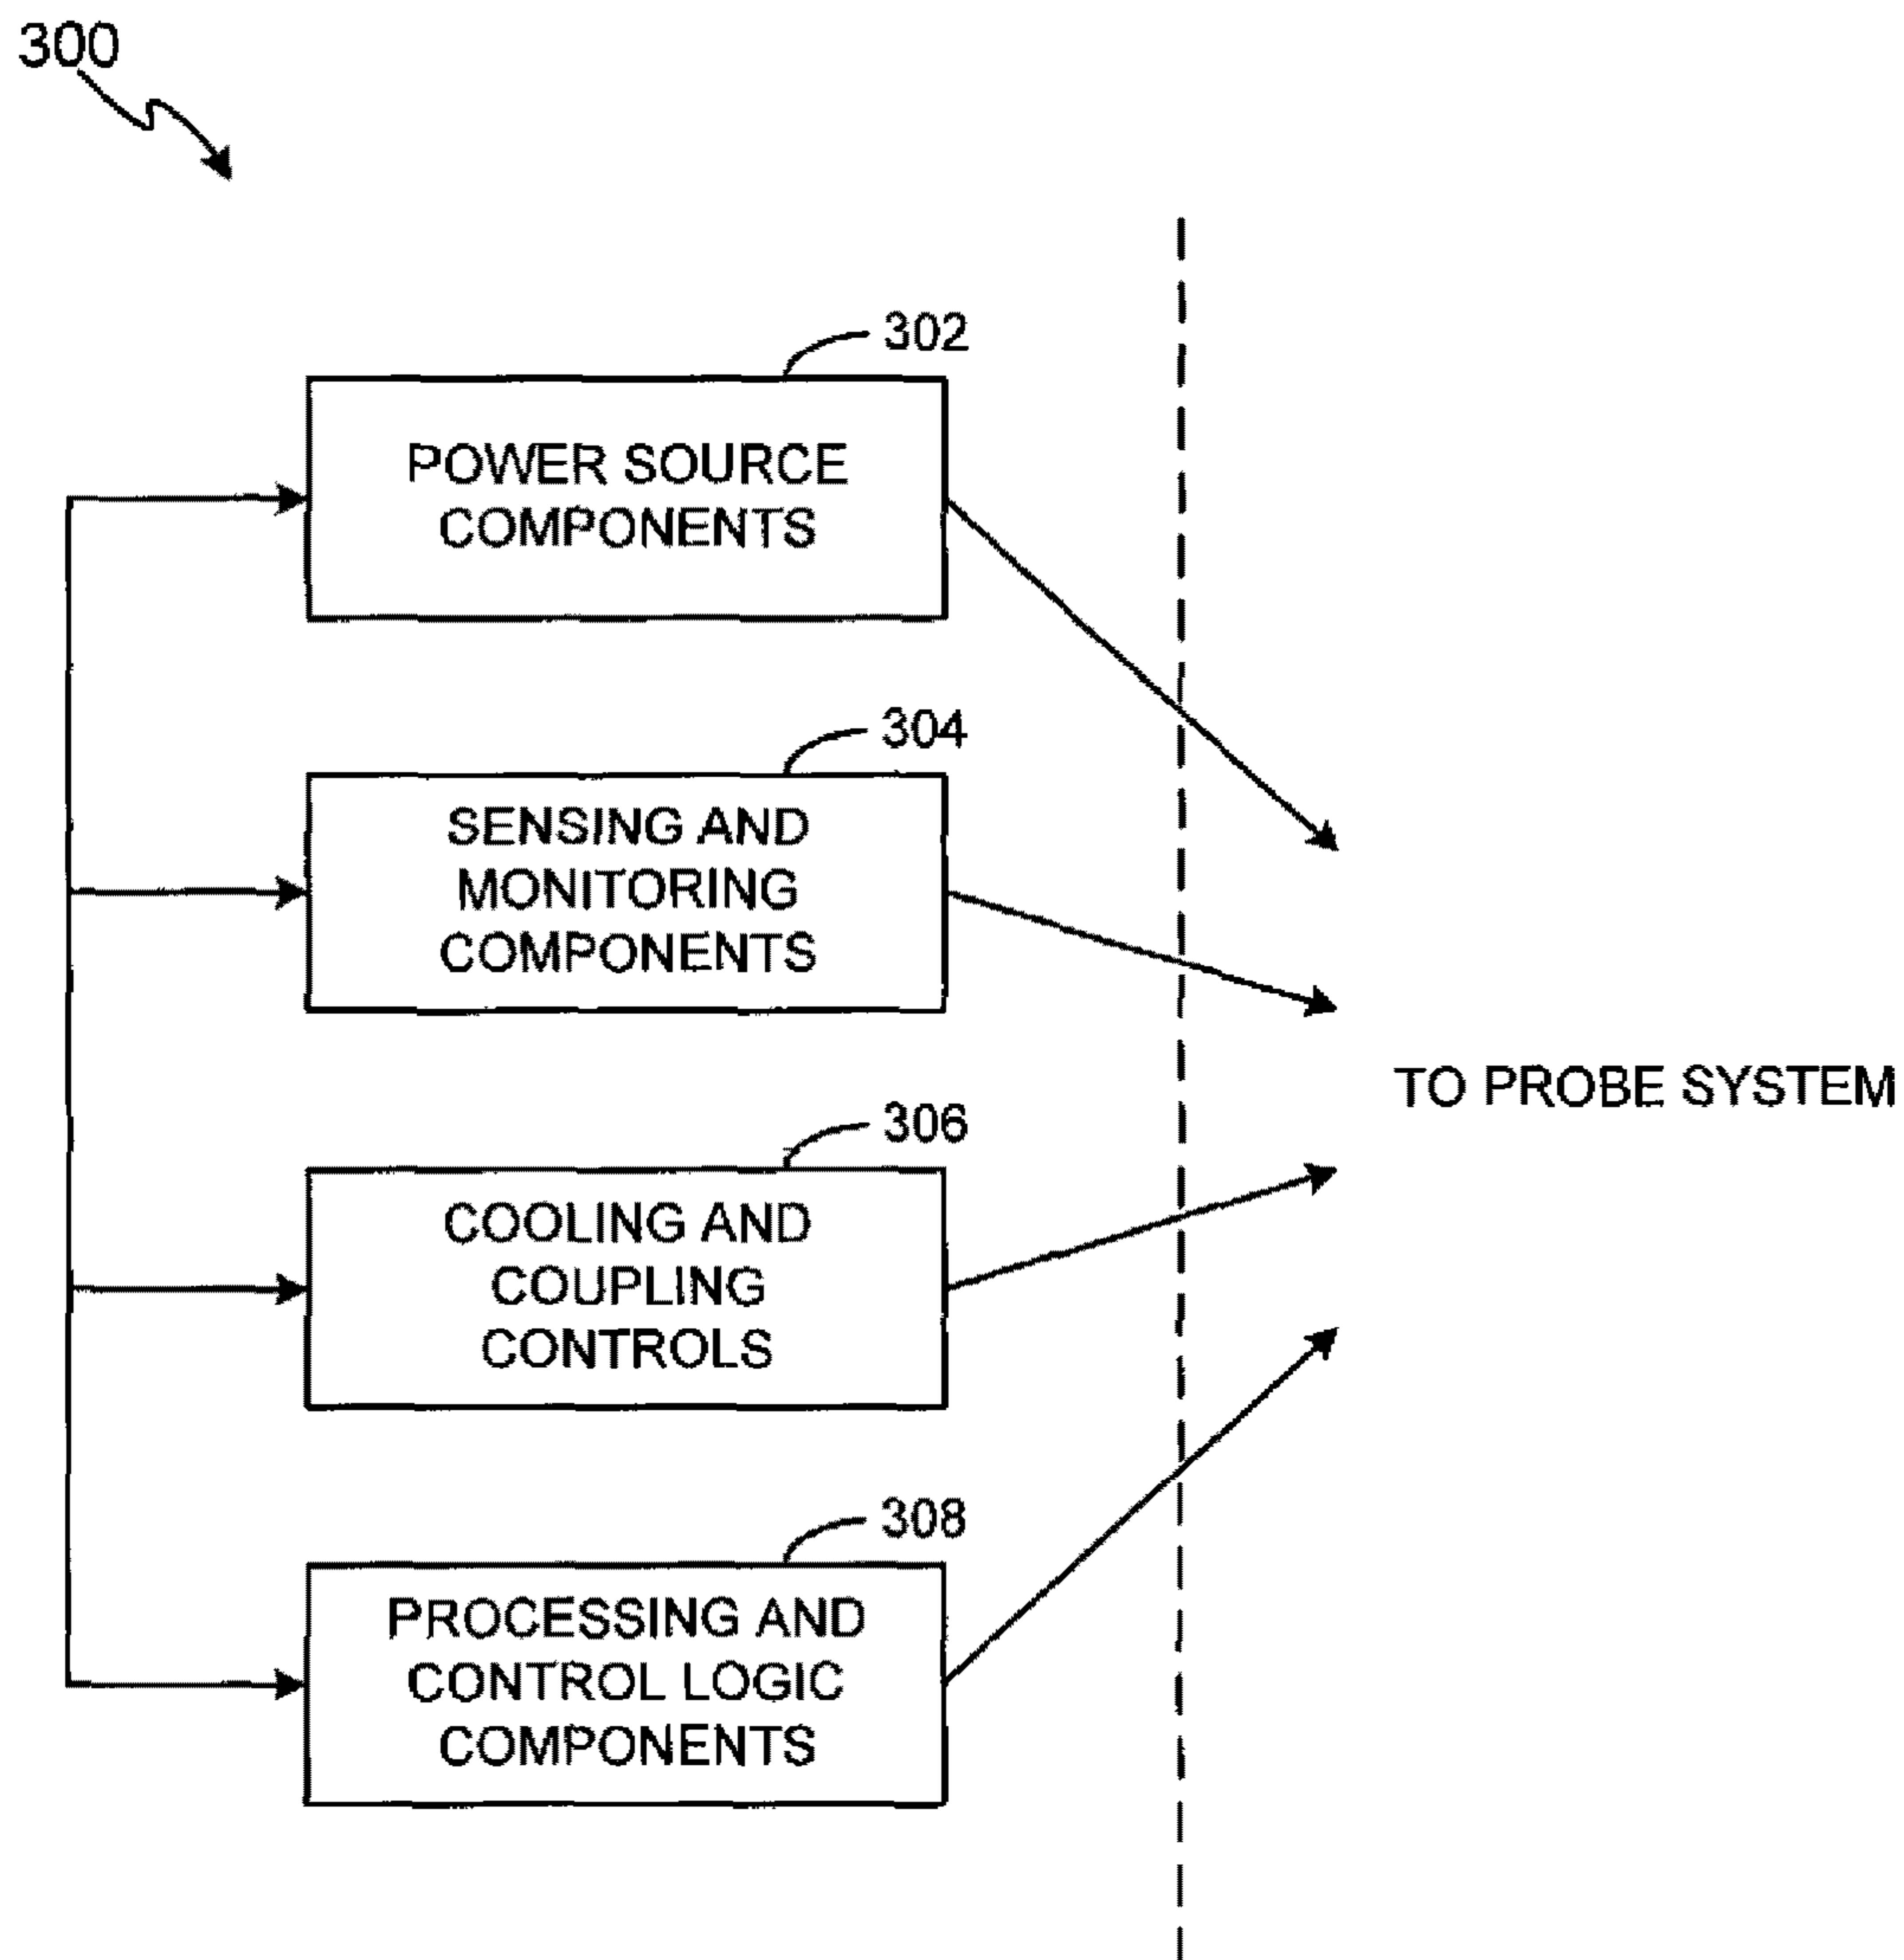 300
302
POWER SOURCE
COMPONENTS
304
SENSING AND
MONITORING
COMPONENTS
TO PROBE SYSTEM
306
COOLING AND
COUPLING
CONTROLS
308
PROCESSING AND
CONTROL LOGIC
COMPONENTS